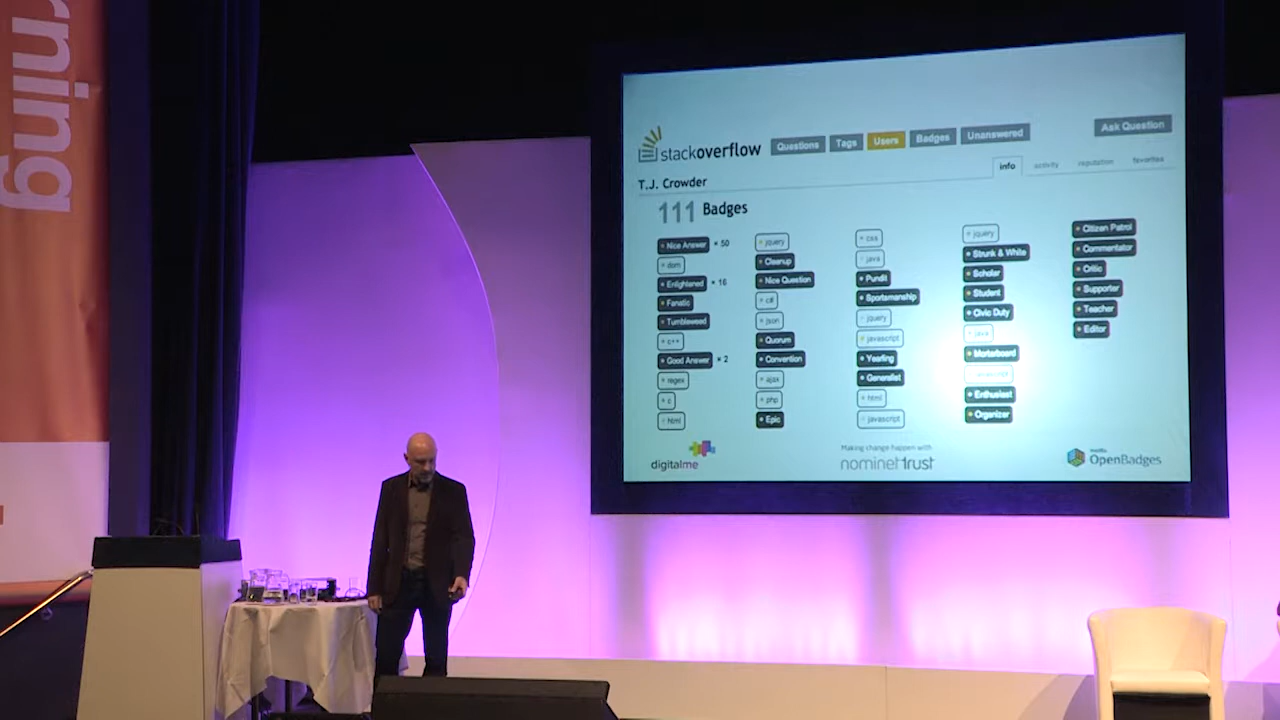 rning
stackoverflow
Questions
Tags
Users
Badges
Unanswered
Ask Question
info
activity
reputation
favorites
T.J. Crowder
111 Badges
Nice Answer × 50
dom
Enlightened × 16
Fanatic
Tumbleweed
c++
Good Answer × 2
regex
c
html
jquery
Cleanup
Nice Question
c#
json
Quorum
Convention
ajax
php
Epic
css
java
Pundit
Sportsmanship
jquery
javascript
Yearling
Generalist
html
javascript
jquery
Strunk & White
Scholar
Student
Civic Duty
java
Mortarboard
javascript
Enthusiast
Organizer
Citizen Patrol
Commentator
Critic
Supporter
Teacher
Editor
digitalme
Making change happen with
nominet trust
mozilla
OpenBadges